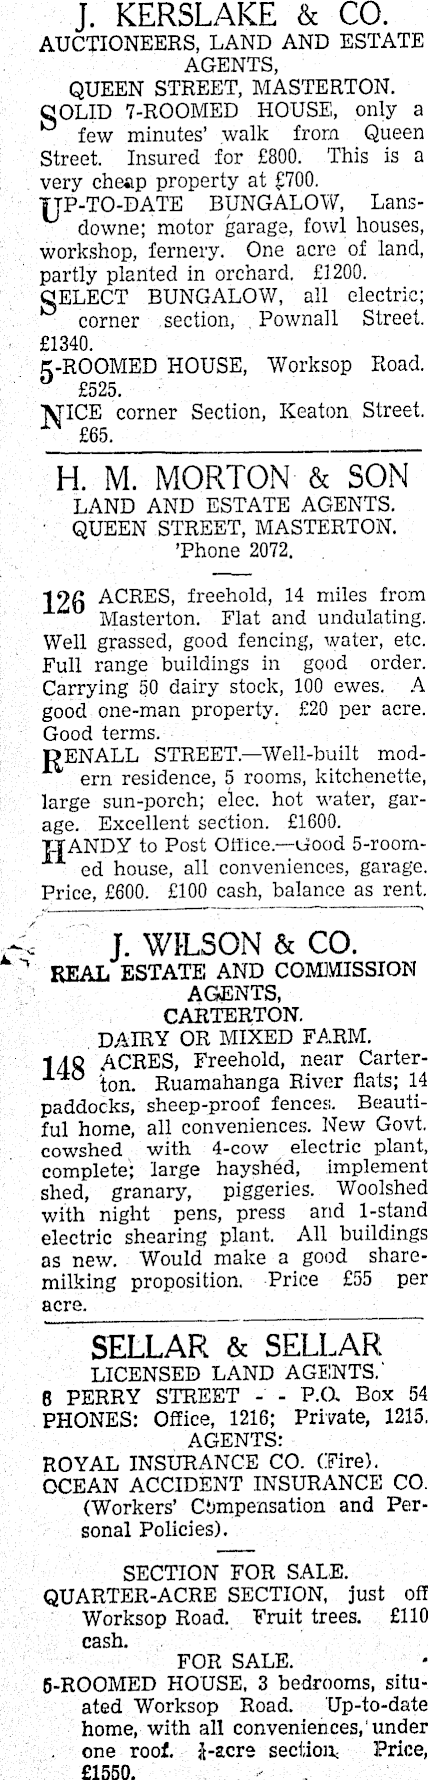 J. KERSLAKE & CO.
AUCTIONEERS, LAND AND ESTATE
AGENTS,
QUEEN STREET, MASTERTON.
SOLID 7-ROOMED HOUSE, only a
few minutes' walk from Queen
Street. Insured for £800. This is a
very cheap property at £700.
UP-TO-DATE BUNGALOW, Lans-
downe; motor garage, fowl houses,
workshop, fernery. One acre of land,
partly planted in orchard. £1200.
SELECT BUNGALOW, all electric;
corner section, Pownall Street.
£1340.
5-ROOMED HOUSE, Worksop Road.
£525.
NICE corner Section, Keaton Street.
£65.
H. M. MORTON & SON
LAND AND ESTATE AGENTS.
QUEEN STREET, MASTERTON.
'Phone 2072.
126 ACRES, freehold, 14 miles from
Masterton. Flat and undulating.
Well grassed, good fencing, water, etc.
Full range buildings in good order.
Carrying 50 dairy stock, 100 ewes. A
good one-man property. £20 per acre.
Good terms.
RENALL STREET.—Well-built mod-
ern residence, 5 rooms, kitchenette,
large sun-porch; elec. hot water, gar-
age. Excellent section. £1600.
HANDY to Post Office.—Good 5-room-
ed house, all conveniences, garage.
Price, £600. £100 cash, balance as rent.
J. WILSON & CO.
REAL ESTATE AND COMMISSION
AGENTS,
CARTERTON.
DAIRY OR MIXED FARM.
148 ACRES, Freehold, near Carter-
ton. Ruamahanga River flats; 14
paddocks, sheep-proof fences. Beauti-
ful home, all conveniences. New Govt.
cowshed with 4-cow electric plant,
complete; large hayshed, implement
shed, granary, piggeries. Woolshed
with night pens, press and 1-stand
electric shearing plant. All buildings
as new. Would make a good share-
milking proposition. Price £55 per
acre.
SELLAR & SELLAR
LICENSED LAND AGENTS.
8 PERRY STREET - - P.O. Box 54
PHONES: Office, 1216; Private, 1215.
AGENTS:
ROYAL INSURANCE CO. (Fire).
OCEAN ACCIDENT INSURANCE CO.
(Workers' Compensation and Per-
sonal Policies).
SECTION FOR SALE.
QUARTER-ACRE SECTION, just off
Worksop Road. Fruit trees. £110
cash.
FOR SALE.
5-ROOMED HOUSE, 3 bedrooms, situ-
ated Worksop Road. Up-to-date
home, with all conveniences, under
one roof. ¼-acre section. Price,
£1550.